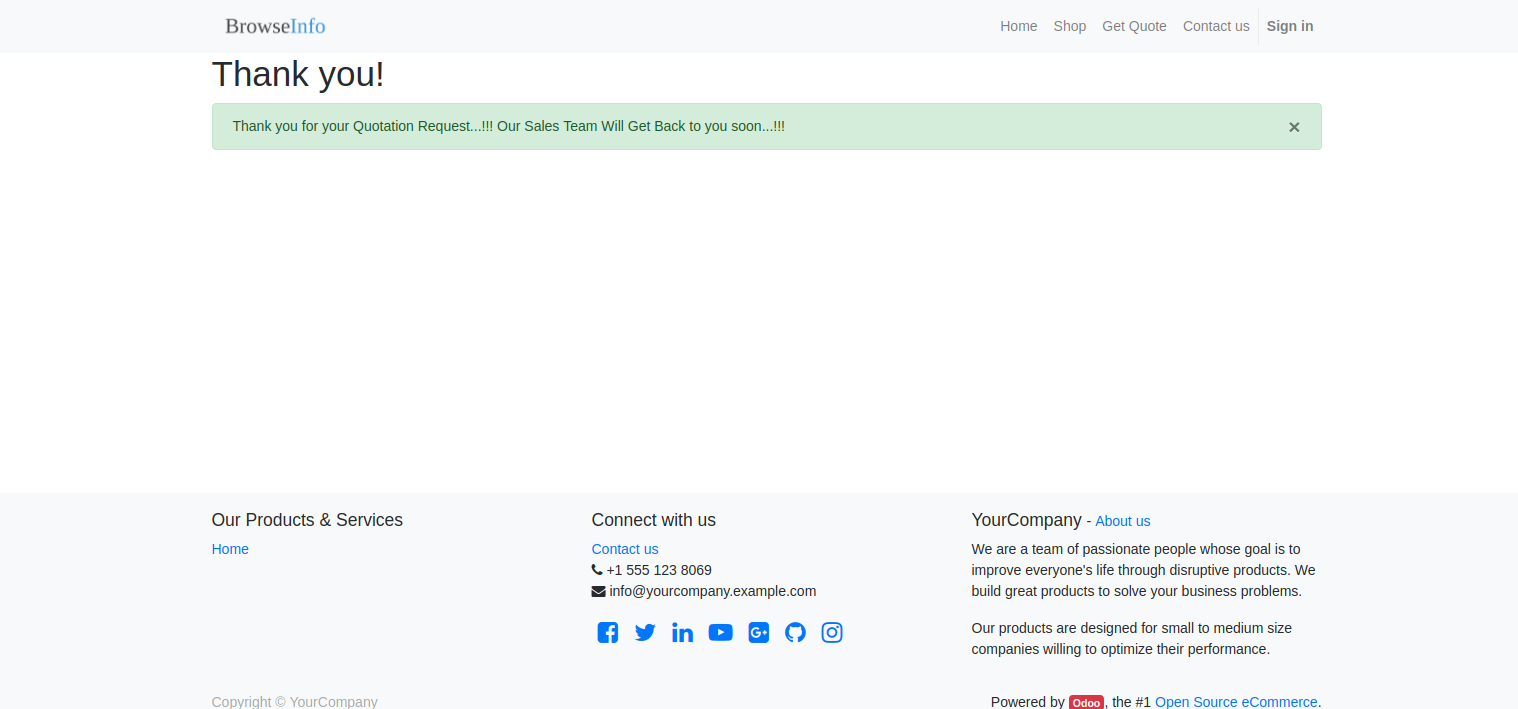 BrowseInfo
Home Shop Get Quote Contact us Sign in
Thank you!
Thank you for your Quotation Request...!!! Our Sales Team Will Get Back to you soon...!!! ×
Our Products & Services
Home
Connect with us
Contact us
+1 555 123 8069
info@yourcompany.example.com
YourCompany - About us
We are a team of passionate people whose goal is to
improve everyone's life through disruptive products. We
build great products to solve your business problems.
Our products are designed for small to medium size
companies willing to optimize their performance.
Copyright © YourCompany
Powered by Odoo, the #1 Open Source eCommerce.